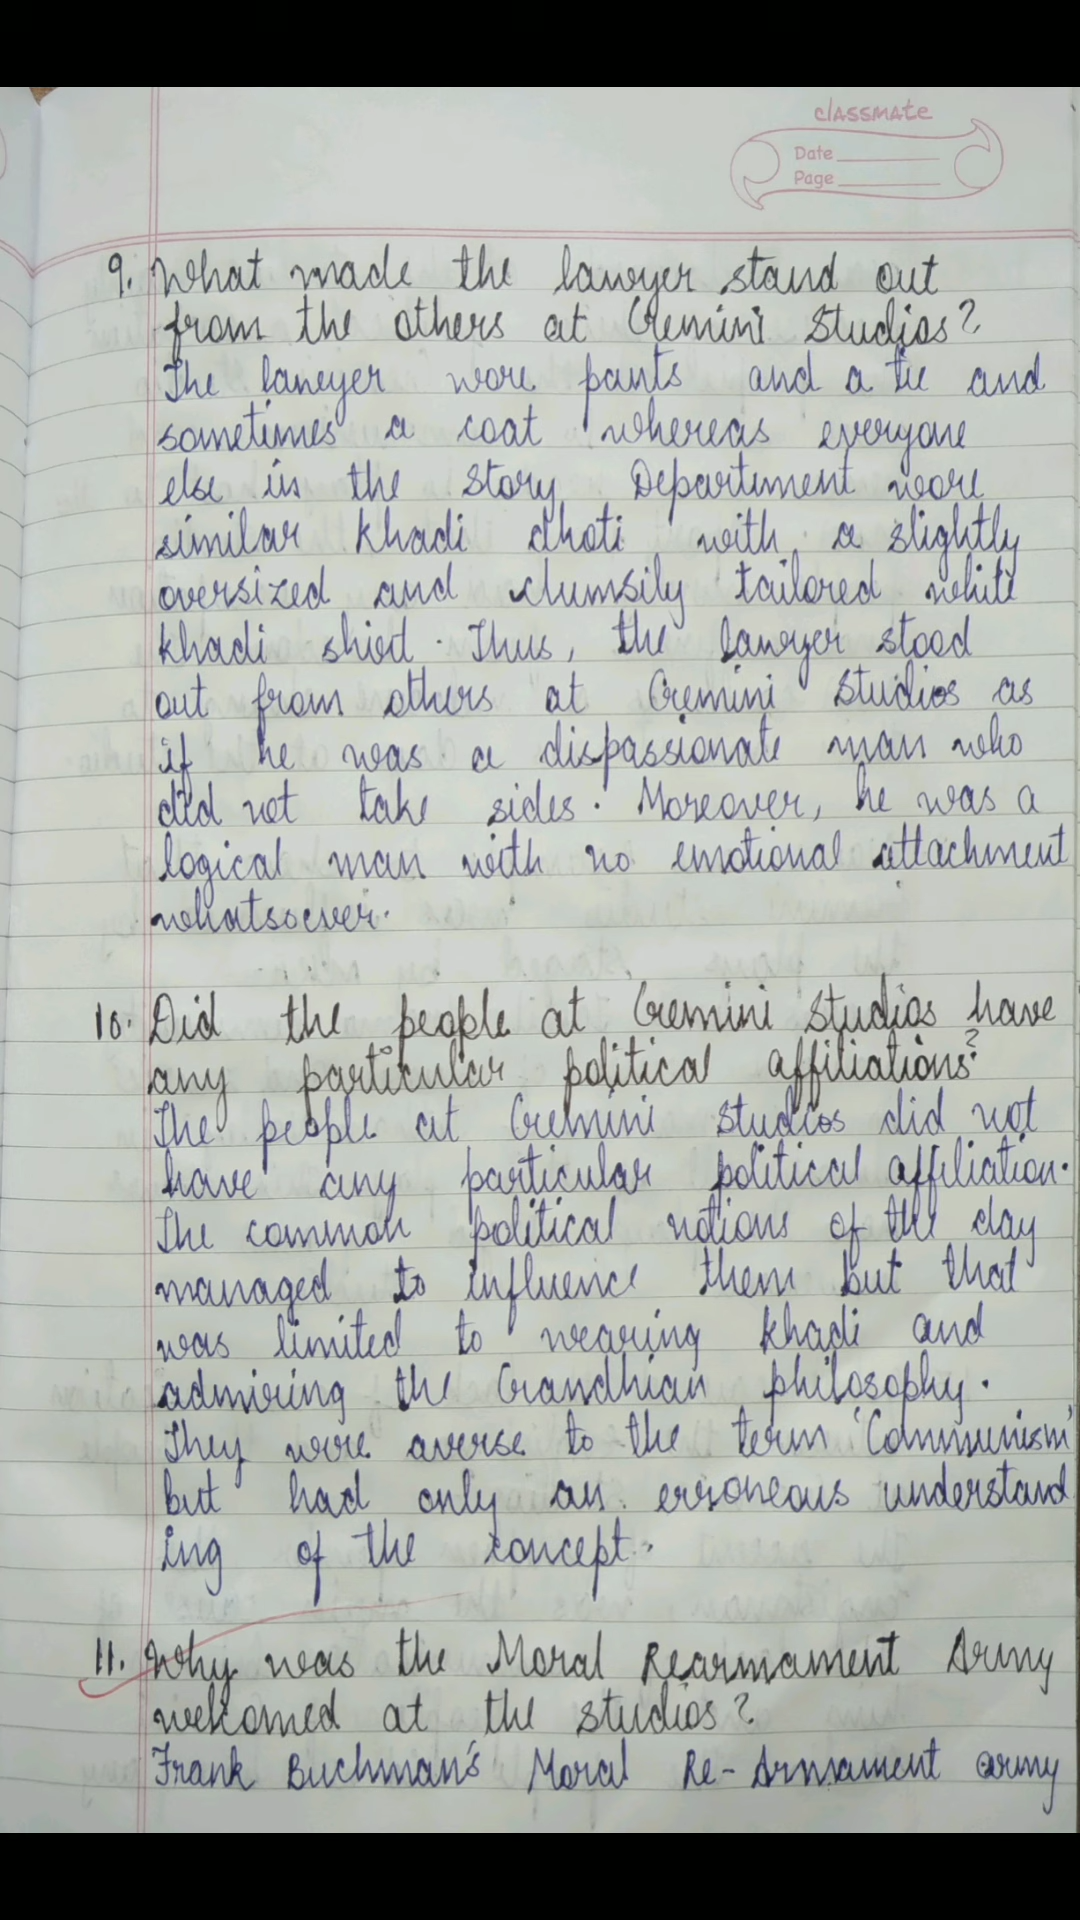 classmate
Date
Page
9. What made the lawyer stand out
from the others at Gemini Studios?
The lawyer wore pants and a tie and
sometimes a coat whereas everyone
else in the Story Department wore
similar khadi dhoti with a slightly
oversized and clumsily tailored white
khadi shirt. Thus, the lawyer stood
out from others at Gemini Studios as
if he was a dispassionate man who
did not take sides. Moreover, he was a
logical man with no emotional attachment
whatsoever.
10. Did the people at Gemini Studios have
any particular political affiliations?
The people at Gemini Studios did not
have any particular political affiliation.
The common political notions of the day
managed to influence them but that
was limited to wearing khadi and
admiring the Gandhian philosophy.
They were averse to the term 'Communism'
but had only an erroneous understand
ing of the concept.
11. Why was the Moral Rearmament Army
welcomed at the studios?
Frank Buchman's Moral Re-Armament army